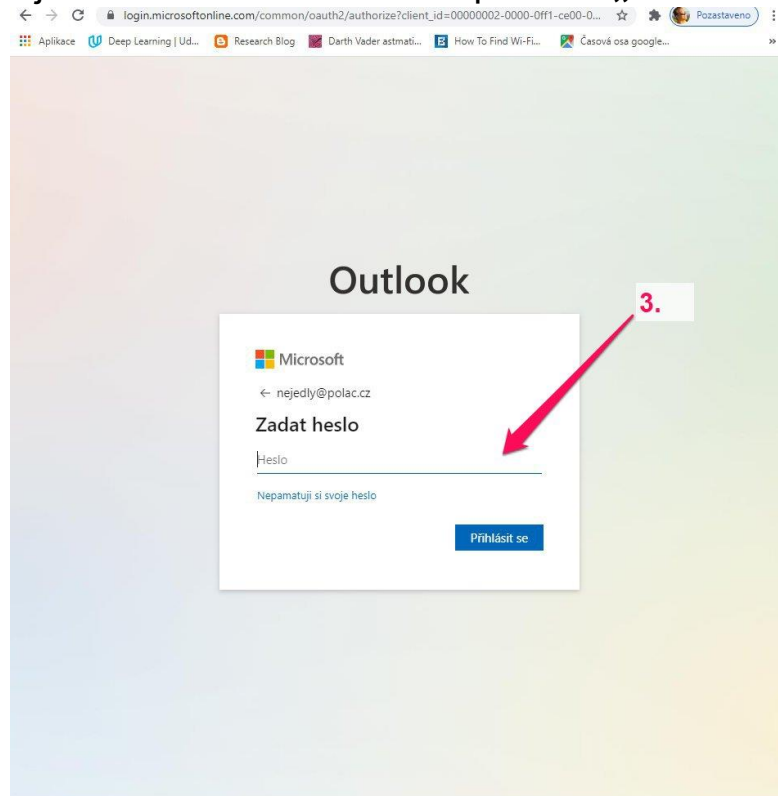 login.microsoftonline.com/common/oauth2/authorize?client_id=00000002-0000-0ff1-ce00-0... Pozastaveno
Aplikace Deep Learning | Ud... Research Blog Darth Vader astmati... How To Find Wi-Fi... Časová osa google... »
Outlook
3.
Microsoft
← nejedly@polac.cz
Zadat heslo
Heslo
Nepamatuji si svoje heslo
Přihlásit se